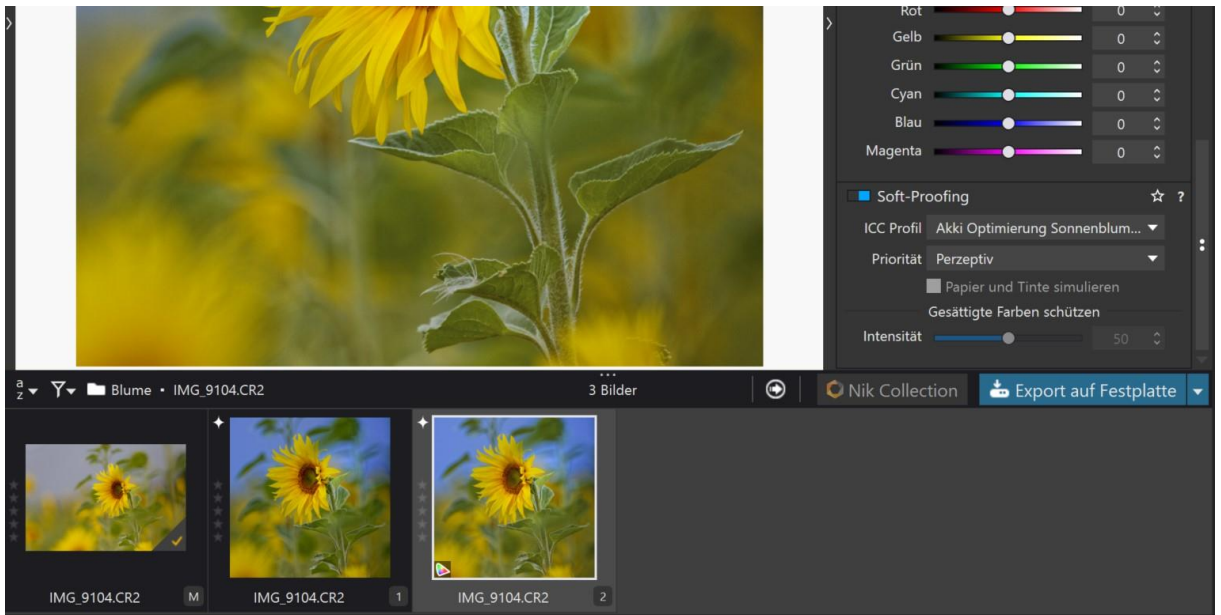 Rot 0
Gelb 0
Grün 0
Cyan 0
Blau 0
Magenta 0
Soft-Proofing ?
ICC Profil Akki Optimierung Sonnenblum...
Priorität Perzeptiv
Papier und Tinte simulieren
Gesättigte Farben schützen
Intensität 50
a
z Blume • IMG_9104.CR2 3 Bilder Nik Collection Export auf Festplatte
IMG_9104.CR2 M IMG_9104.CR2 1 IMG_9104.CR2 2